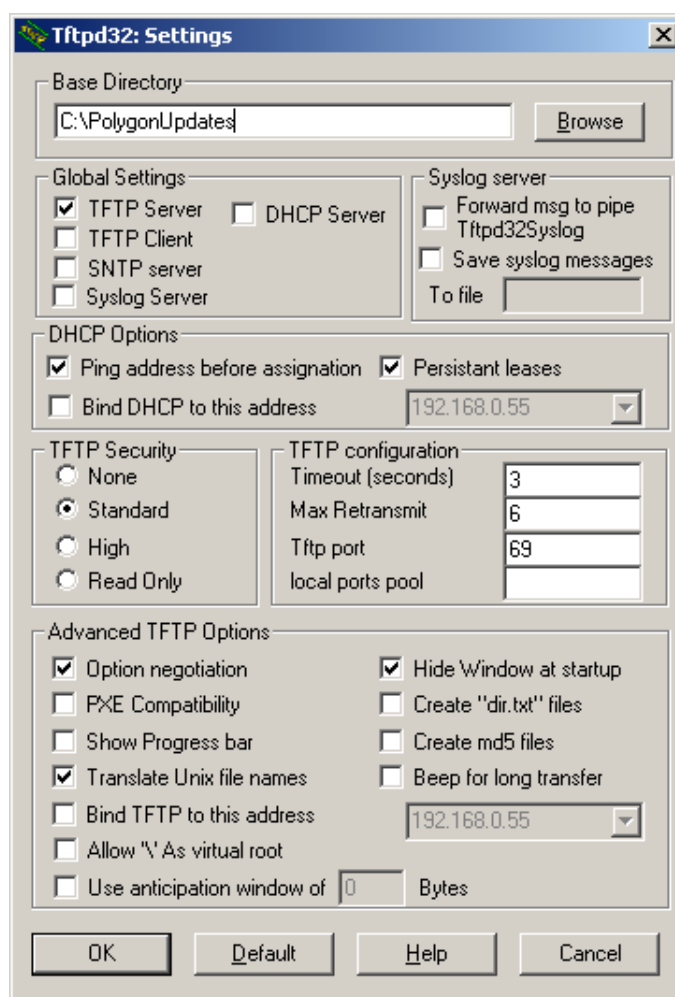 Tftpd32: Settings
Base Directory
C:\PolygonUpdates
Browse
Global Settings
TFTP Server
DHCP Server
TFTP Client
SNTP server
Syslog Server
Syslog server
Forward msg to pipe
Tftpd32Syslog
Save syslog messages
To file
DHCP Options
Ping address before assignation
Persistant leases
Bind DHCP to this address
192.168.0.55
TFTP Security
None
Standard
High
Read Only
TFTP configuration
Timeout (seconds)
3
Max Retransmit
6
Tftp port
69
local ports pool
Advanced TFTP Options
Option negotiation
Hide Window at startup
PXE Compatibility
Create "dir.txt" files
Show Progress bar
Create md5 files
Translate Unix file names
Beep for long transfer
Bind TFTP to this address
192.168.0.55
Allow '\' As virtual root
Use anticipation window of 0 Bytes
OK
Default
Help
Cancel